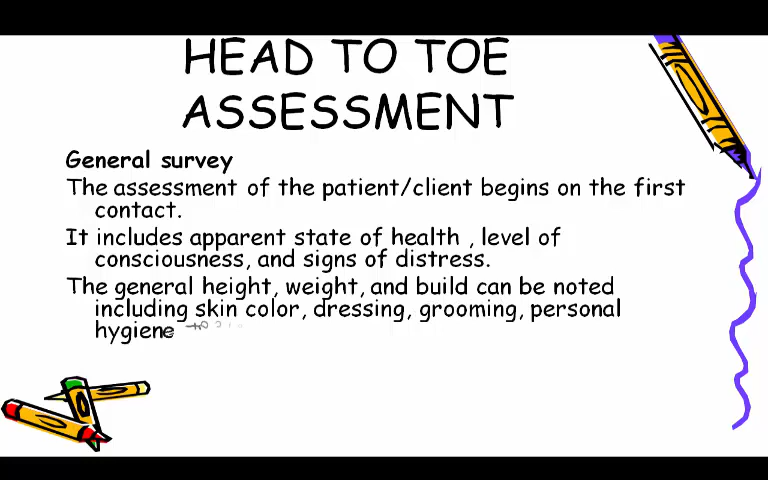 HEAD TO TOE
ASSESSMENT
General survey
The assessment of the patient/client begins on the first
contact.
It includes apparent state of health , level of
consciousness, and signs of distress.
The general height, weight, and build can be noted
including skin color, dressing, grooming, personal
hygiene